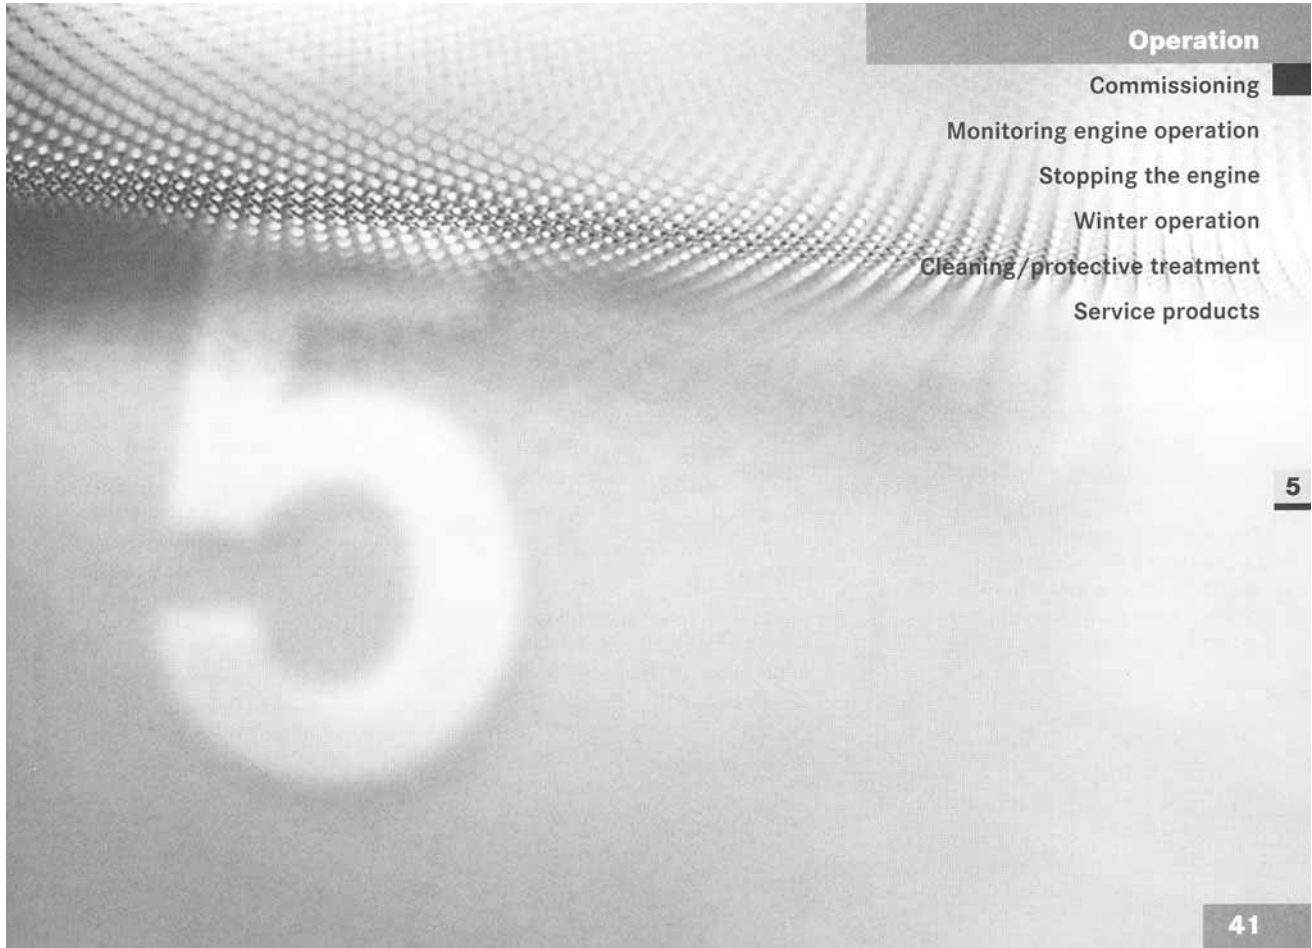 Operation
Commissioning
Monitoring engine operation
Stopping the engine
Winter operation
Cleaning/protective treatment
Service products
5
5
41